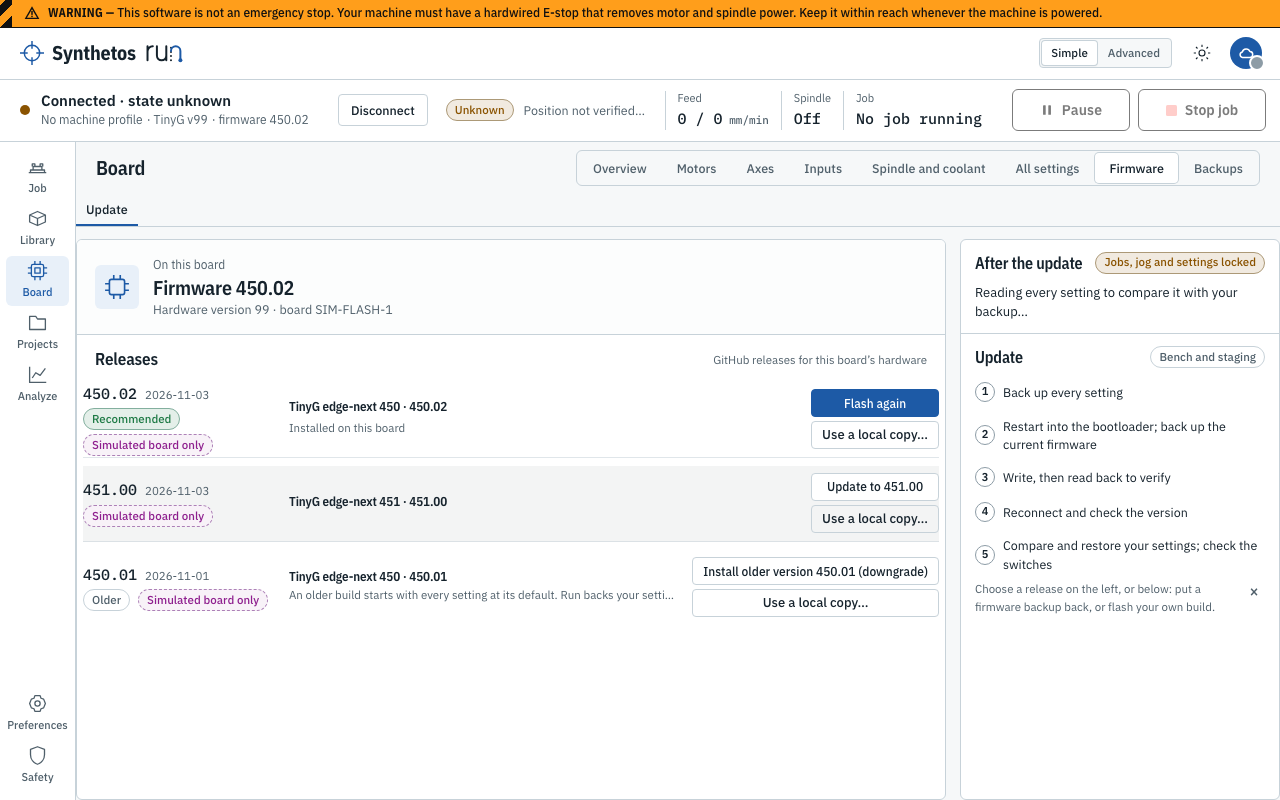 WARNING — This software is not an emergency stop. Your machine must have a hardwired E-stop that removes motor and spindle power. Keep it within reach whenever the machine is powered.
Synthetos run
Simple
Advanced
Connected · state unknown
No machine profile · TinyG v99 · firmware 450.02
Disconnect
Unknown
Position not verified…
Feed
0 / 0 mm/min
Spindle
Off
Job
No job running
Pause
Stop job
Job
Library
Board
Projects
Analyze
Preferences
Safety
Board
Overview
Motors
Axes
Inputs
Spindle and coolant
All settings
Firmware
Backups
Update
On this board
Firmware 450.02
Hardware version 99 · board SIM-FLASH-1
Releases
GitHub releases for this board's hardware
450.02 2026-11-03
Recommended
Simulated board only
TinyG edge-next 450 · 450.02
Installed on this board
Flash again
Use a local copy…
451.00 2026-11-03
Simulated board only
TinyG edge-next 451 · 451.00
Update to 451.00
Use a local copy…
450.01 2026-11-01
Older
Simulated board only
TinyG edge-next 450 · 450.01
An older build starts with every setting at its default. Run backs your setti…
Install older version 450.01 (downgrade)
Use a local copy…
After the update
Jobs, jog and settings locked
Reading every setting to compare it with your
backup…
Update
Bench and staging
1 Back up every setting
2 Restart into the bootloader; back up the
current firmware
3 Write, then read back to verify
4 Reconnect and check the version
5 Compare and restore your settings; check the
switches
Choose a release on the left, or below: put a
firmware backup back, or flash your own build.
×